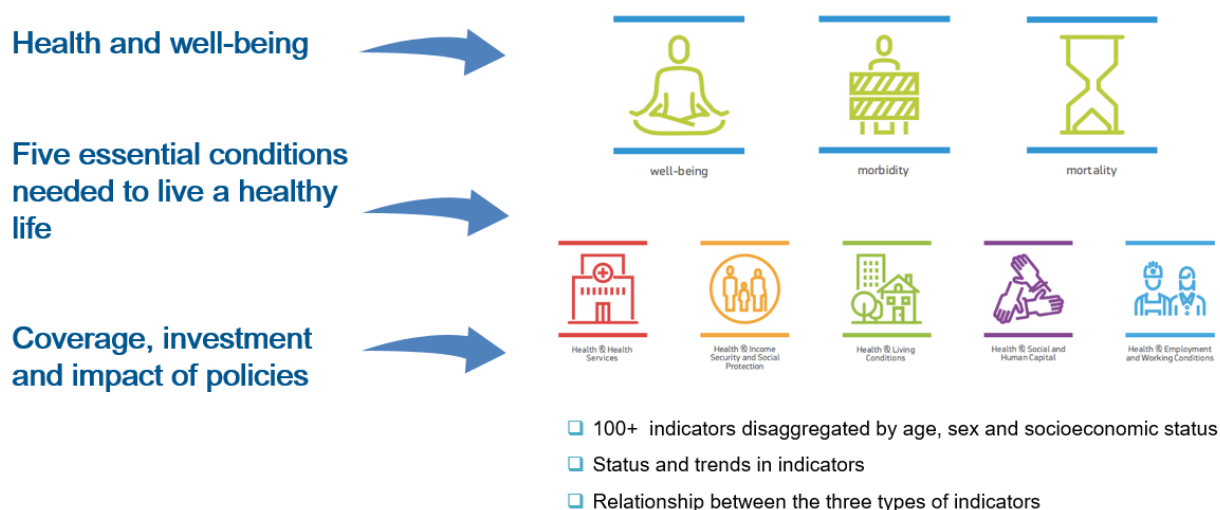 Health and well-being
well-being
morbidity
mortality
Five essential conditions
needed to live a healthy
life
Health & Health
Services
Health & Income
Security and Social
Protection
Health & Living
Conditions
Health & Social and
Human Capital
Health & Employment
and Working Conditions
Coverage, investment
and impact of policies
100+ indicators disaggregated by age, sex and socioeconomic status
Status and trends in indicators
Relationship between the three types of indicators